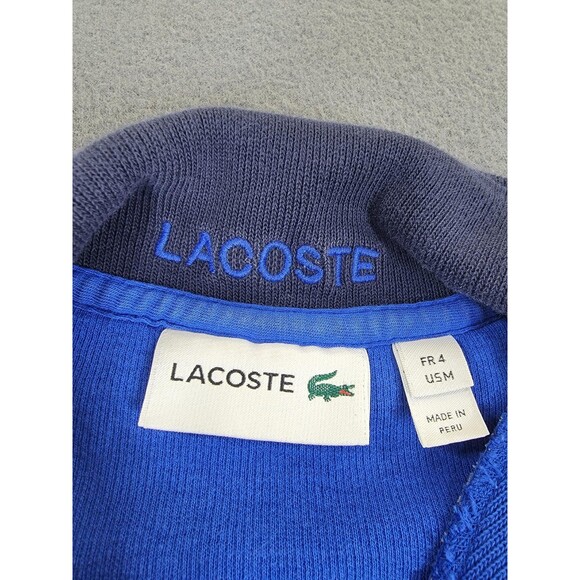 LACOSTE
LACOSTE
FR 4
US M
MADE IN
PERU